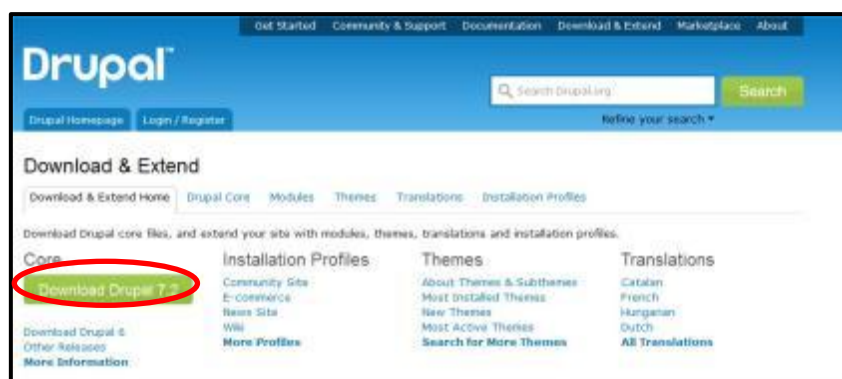 Get Started Community & Support Documentation Download & Extend Marketplace About
Drupal™
Search Drupal.org Search
Drupal Homepage Login / Register Refine your search ▾
Download & Extend
Download & Extend Home Drupal Core Modules Themes Translations Installation Profiles
Download Drupal core files, and extend your site with modules, themes, translations and installation profiles.
Core Installation Profiles Themes Translations
Download Drupal 7.2 Community Site About Themes & Subthemes Catalan
E-commerce Most Installed Themes French
News Site New Themes Hungarian
Download Drupal 6 Wiki Most Active Themes Dutch
Other Releases More Profiles Search for More Themes All Translations
More Information